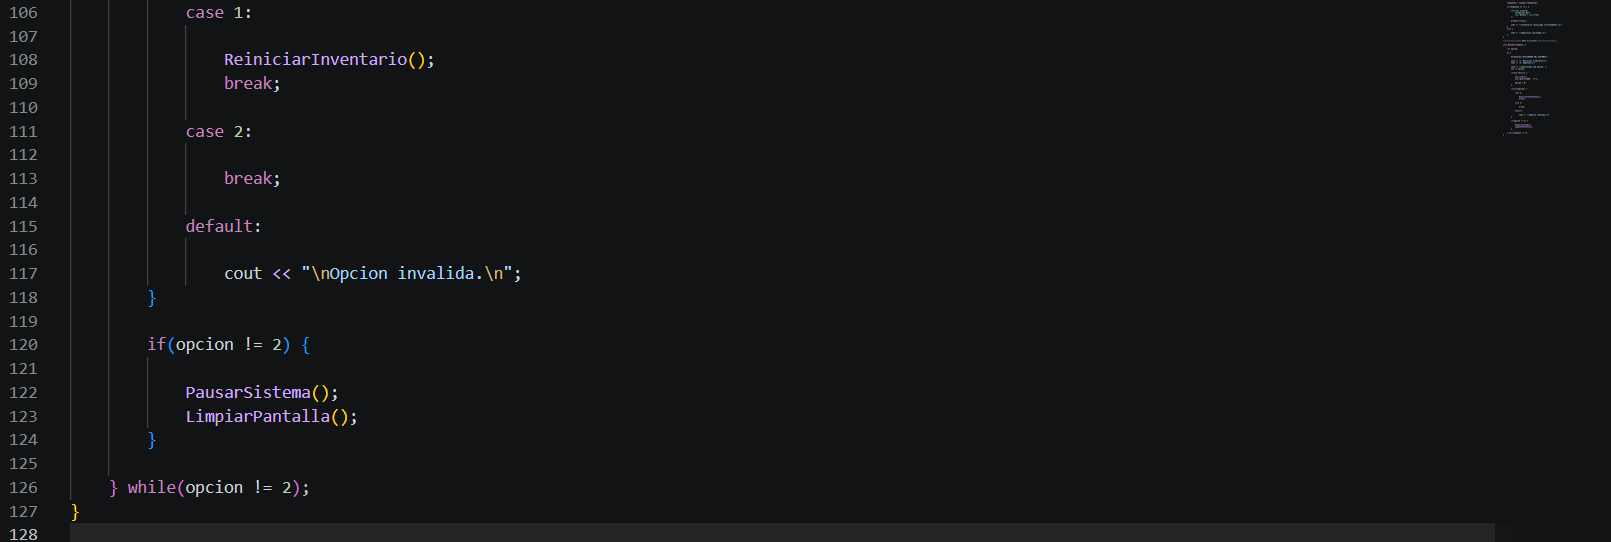 106 case 1:
107
108 ReiniciarInventario();
109 break;
110
111 case 2:
112
113 break;
114
115 default:
116
117 cout << "\nOpcion invalida.\n";
118 }
119
120 if(opcion != 2) {
121
122 PausarSistema();
123 LimpiarPantalla();
124 }
125
126 } while(opcion != 2);
127 }
128